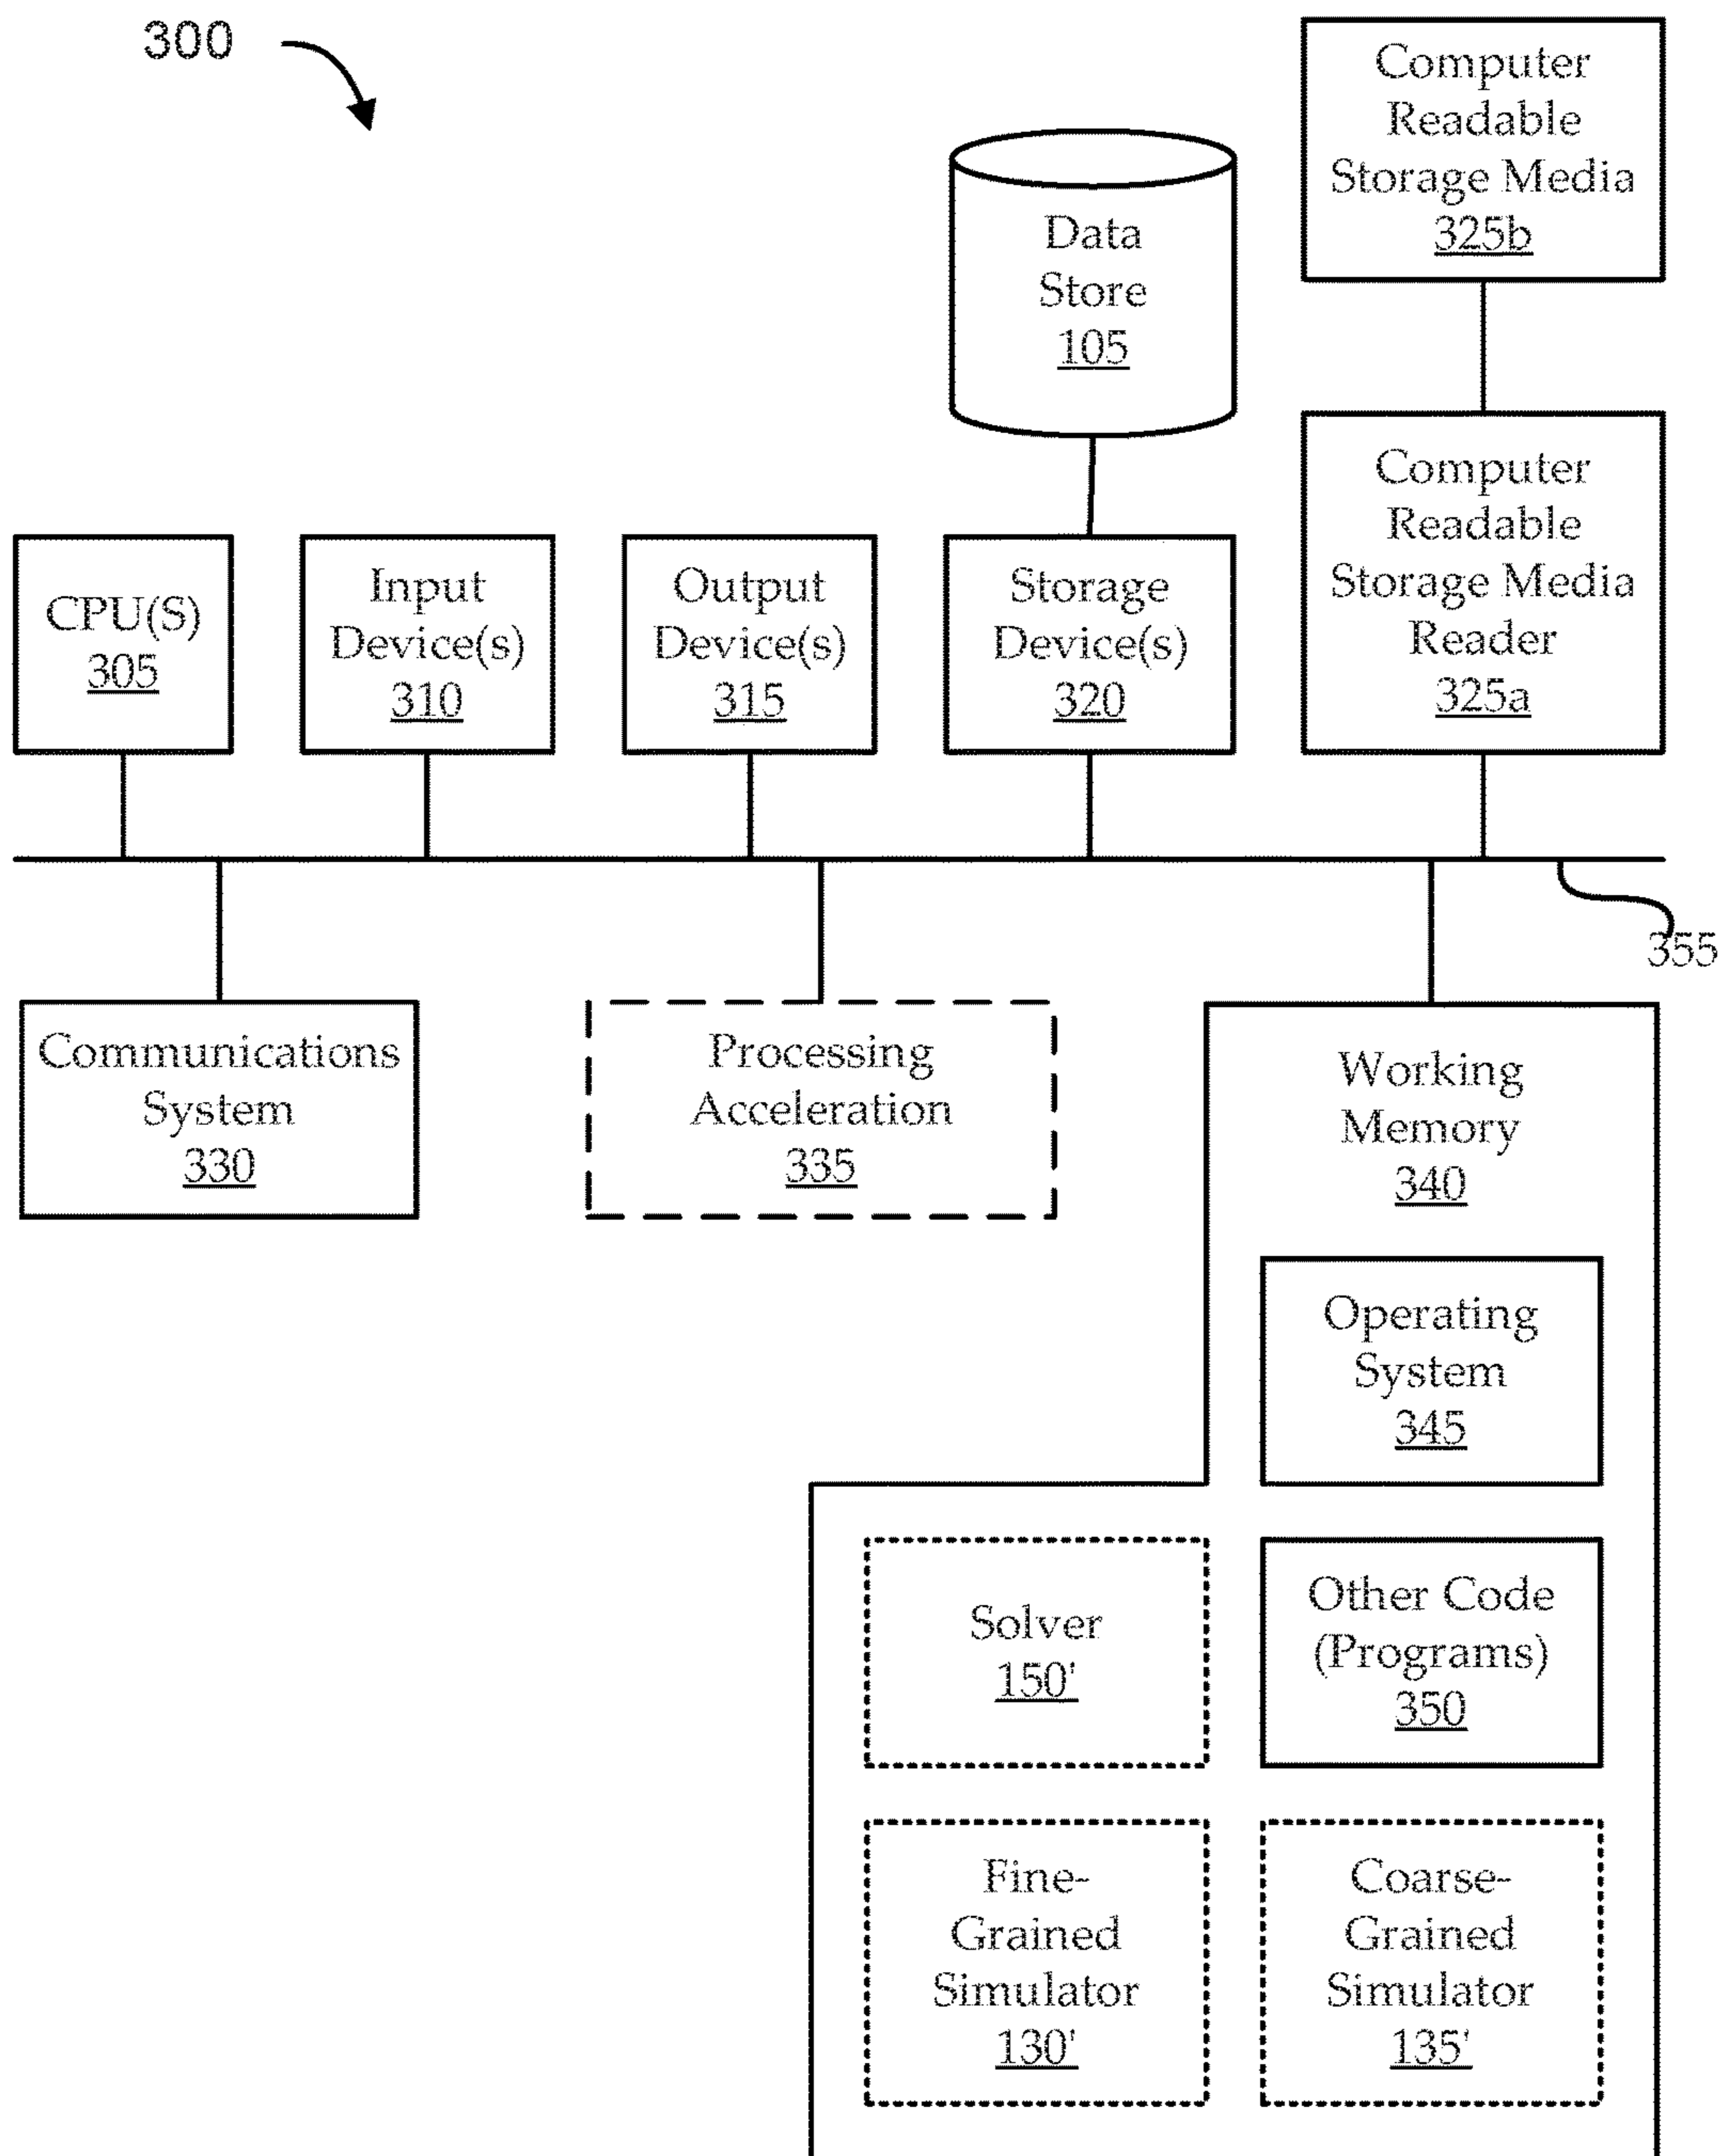 300
Computer
Readable
Storage Media
325b
Data
Store
105
Computer
Readable
Storage Media
Reader
325a
CPU(S)
305
Input
Device(s)
310
Output
Device(s)
315
Storage
Device(s)
320
355
Communications
System
330
Processing
Acceleration
335
Working
Memory
340
Operating
System
345
Solver
150'
Other Code
(Programs)
350
Fine-
Grained
Simulator
130'
Coarse-
Grained
Simulator
135'